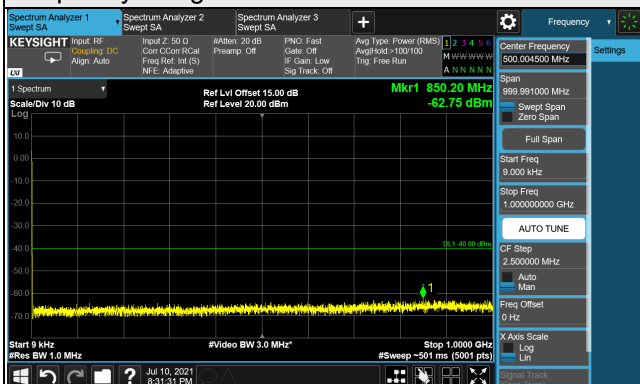 Spectrum Analyzer 1
Swept SA
Spectrum Analyzer 2
Swept SA
Spectrum Analyzer 3
Swept SA
Frequency
KEYSIGHT
Input: RF
Coupling: DC
Align: Auto
Input Z: 50 Ω
Corr CCorr RCal
Freq Ref: Int (S)
NFE: Adaptive
#Atten: 20 dB
Preamp: Off
PNO: Fast
Gate: Off
IF Gain: Low
Sig Track: Off
Avg Type: Power (RMS)
Avg|Hold:>100/100
Trig: Free Run
1 2 3 4 5 6
M W W W W W
A N N N N N
LXI
1 Spectrum
Scale/Div 10 dB
Log
Ref Lvl Offset 15.00 dB
Ref Level 20.00 dBm
Mkr1 850.20 MHz
-62.75 dBm
10.0
0.00
-10.0
-20.0
-30.0
-40.0
-50.0
-60.0
-70.0
DL1 -40.00 dBm
1
Start 9 kHz
#Res BW 1.0 MHz
#Video BW 3.0 MHz*
Stop 1.0000 GHz
#Sweep ~501 ms (5001 pts)
Jul 10, 2021
8:31:31 PM
Center Frequency
500.004500 MHz
Settings
Span
999.991000 MHz
Swept Span
Zero Span
Full Span
Start Freq
9.000 kHz
Stop Freq
1.000000000 GHz
AUTO TUNE
CF Step
2.500000 MHz
Auto
Man
Freq Offset
0 Hz
X Axis Scale
Log
Lin
Signal Track